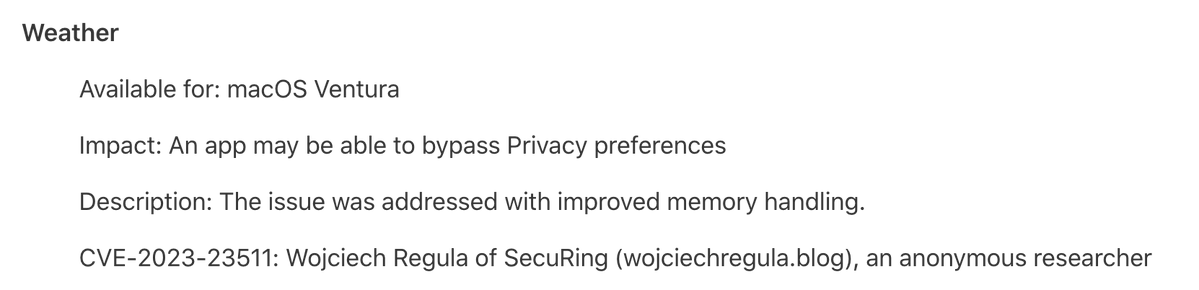 Weather
Available for: macOS Ventura
Impact: An app may be able to bypass Privacy preferences
Description: The issue was addressed with improved memory handling.
CVE-2023-23511: Wojciech Regula of SecuRing (wojciechregula.blog), an anonymous researcher